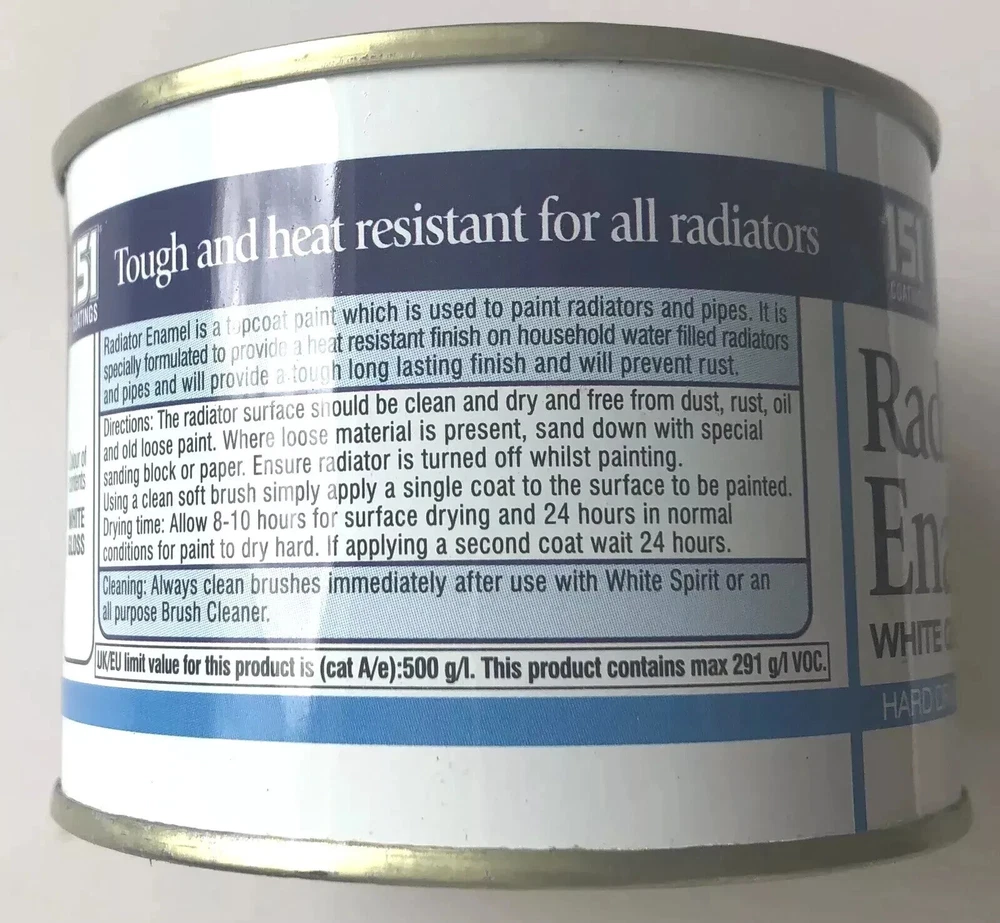 151
COATINGS
Tough and heat resistant for all radiators
151
COATINGS
Radiator Enamel is a topcoat paint which is used to paint radiators and pipes. It is
specially formulated to provide a heat resistant finish on household water filled radiators
and pipes and will provide a tough long lasting finish and will prevent rust.
Directions: The radiator surface should be clean and dry and free from dust, rust, oil
and old loose paint. Where loose material is present, sand down with special
sanding block or paper. Ensure radiator is turned off whilst painting.
Using a clean soft brush simply apply a single coat to the surface to be painted.
Drying time: Allow 8-10 hours for surface drying and 24 hours in normal
conditions for paint to dry hard. If applying a second coat wait 24 hours.
Cleaning: Always clean brushes immediately after use with White Spirit or an
all purpose Brush Cleaner.
UK/EU limit value for this product is (cat A/e):500 g/l. This product contains max 291 g/l VOC.
WHITE
GLOSS
Rad
Ena
WHITE
HARD